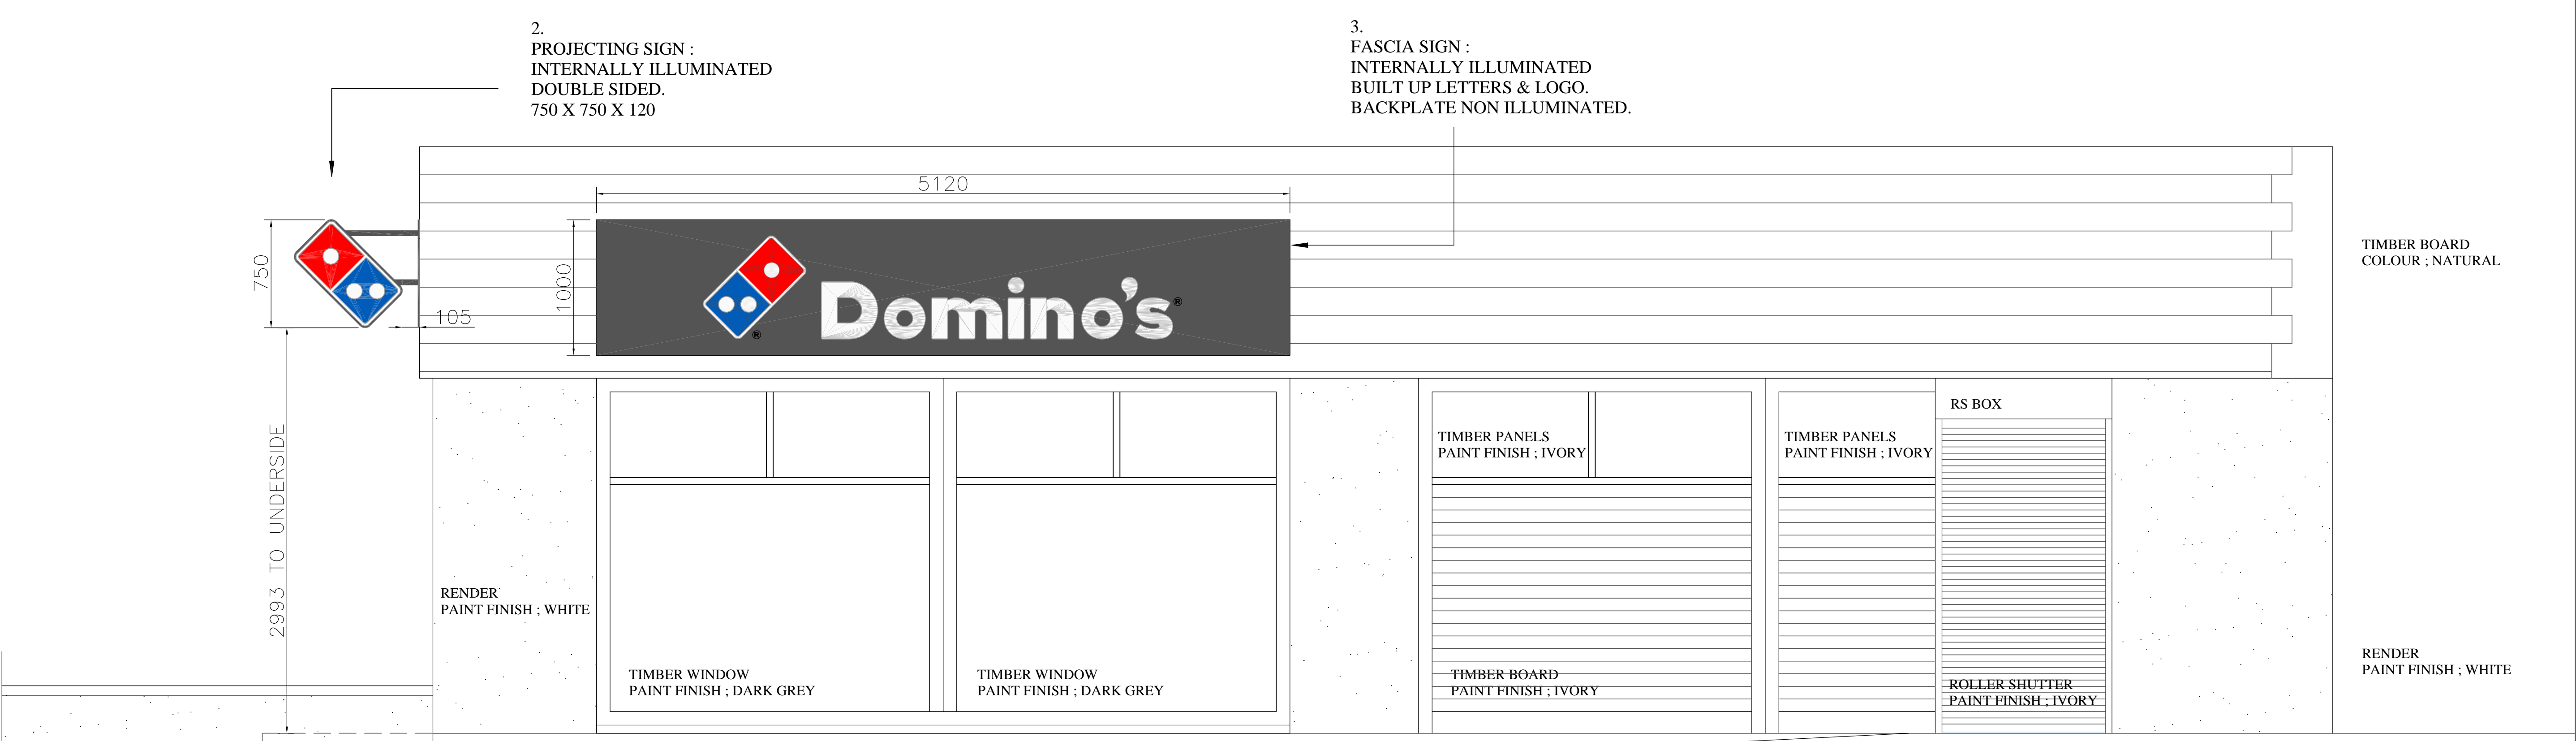 2.
PROJECTING SIGN :
INTERNALLY ILLUMINATED
DOUBLE SIDED.
750 X 750 X 120
3.
FASCIA SIGN :
INTERNALLY ILLUMINATED
BUILT UP LETTERS & LOGO.
BACKPLATE NON ILLUMINATED.
5120
750
105
1000
Domino's®
®
TIMBER BOARD
COLOUR ; NATURAL
2993 TO UNDERSIDE
RENDER
PAINT FINISH ; WHITE
TIMBER WINDOW
PAINT FINISH ; DARK GREY
TIMBER WINDOW
PAINT FINISH ; DARK GREY
TIMBER PANELS
PAINT FINISH ; IVORY
TIMBER BOARD
PAINT FINISH ; IVORY
TIMBER PANELS
PAINT FINISH ; IVORY
RS BOX
ROLLER SHUTTER
PAINT FINISH ; IVORY
RENDER
PAINT FINISH ; WHITE